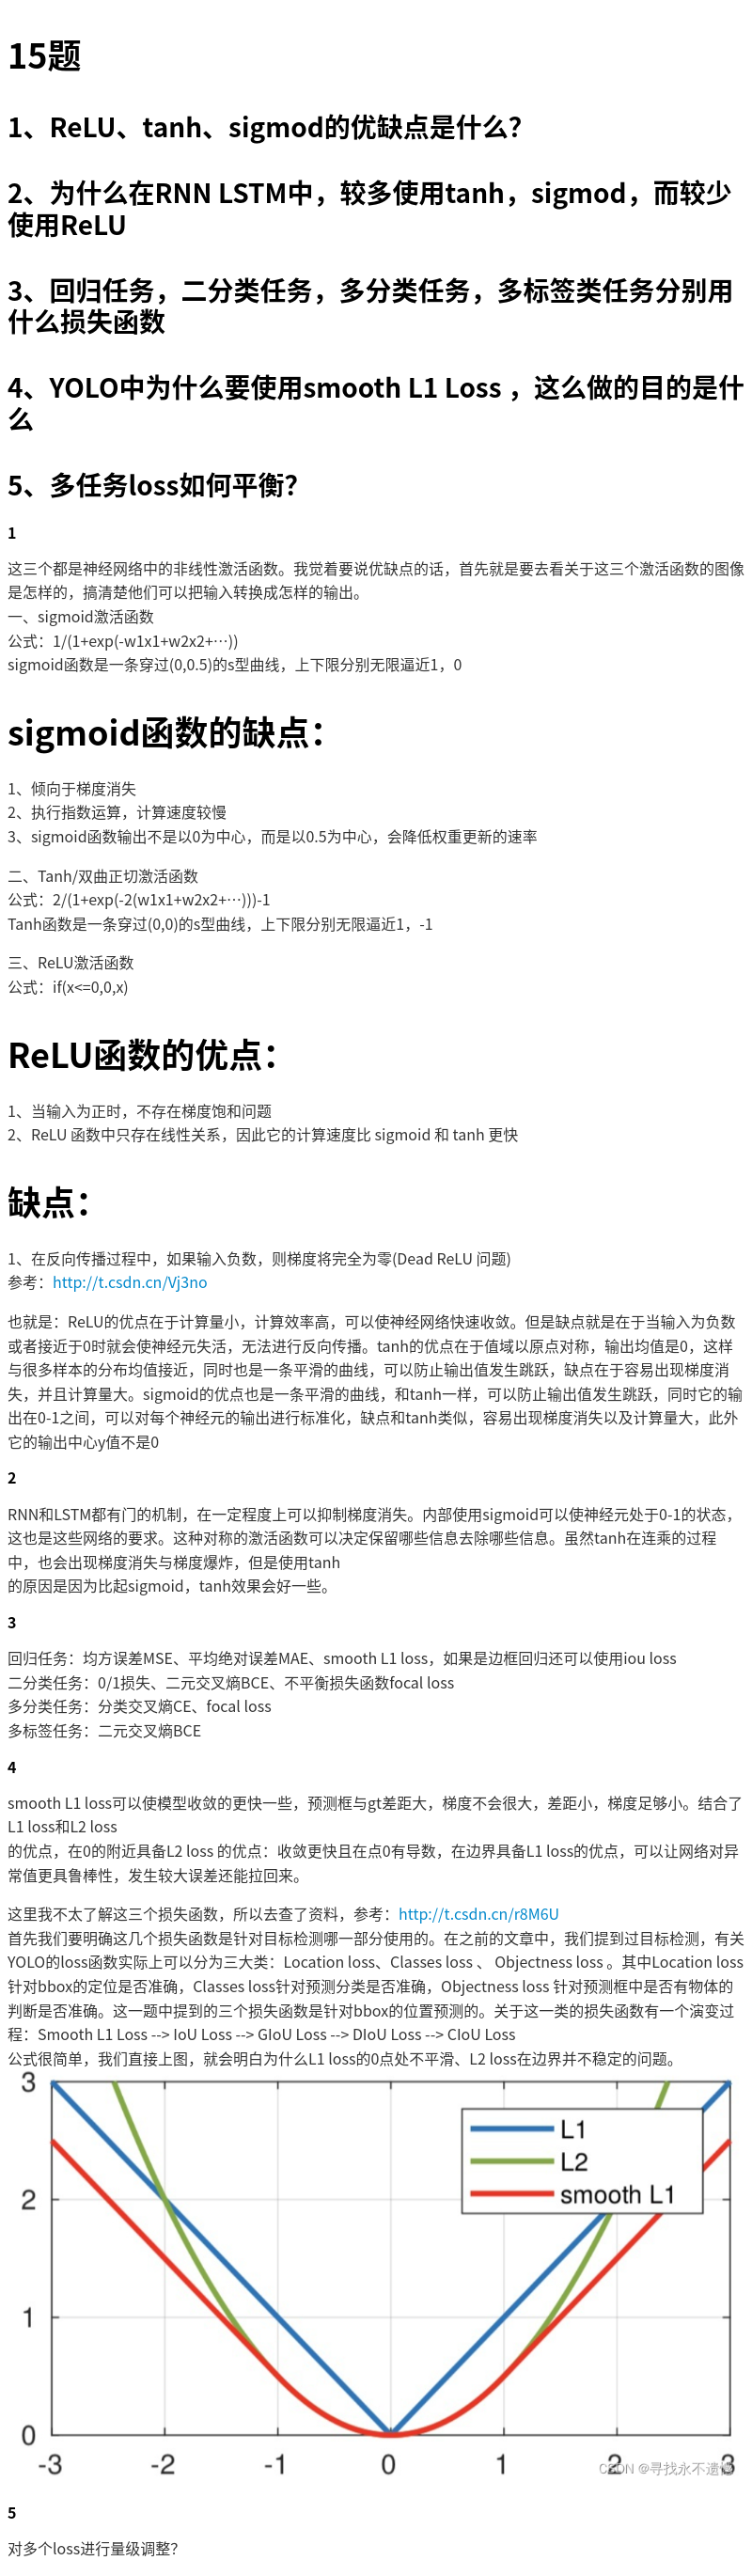 15题
1、ReLU、tanh、sigmod的优缺点是什么？
2、为什么在RNN LSTM中，较多使用tanh，sigmod，而较少
使用ReLU
3、回归任务，二分类任务，多分类任务，多标签类任务分别用
什么损失函数
4、YOLO中为什么要使用smooth L1 Loss ，这么做的目的是什
么
5、多任务loss如何平衡？
1
这三个都是神经网络中的非线性激活函数。我觉着要说优缺点的话，首先就是要去看关于这三个激活函数的图像
是怎样的，搞清楚他们可以把输入转换成怎样的输出。
一、sigmoid激活函数
公式：1/(1+exp(-w1x1+w2x2+…))
sigmoid函数是一条穿过(0,0.5)的s型曲线，上下限分别无限逼近1，0
sigmoid函数的缺点：
1、倾向于梯度消失
2、执行指数运算，计算速度较慢
3、sigmoid函数输出不是以0为中心，而是以0.5为中心，会降低权重更新的速率
二、Tanh/双曲正切激活函数
公式：2/(1+exp(-2(w1x1+w2x2+…)))-1
Tanh函数是一条穿过(0,0)的s型曲线，上下限分别无限逼近1，-1
三、ReLU激活函数
公式：if(x<=0,0,x)
ReLU函数的优点：
1、当输入为正时，不存在梯度饱和问题
2、ReLU 函数中只存在线性关系，因此它的计算速度比 sigmoid 和 tanh 更快
缺点：
1、在反向传播过程中，如果输入负数，则梯度将完全为零(Dead ReLU 问题)
参考：http://t.csdn.cn/Vj3no
也就是：ReLU的优点在于计算量小，计算效率高，可以使神经网络快速收敛。但是缺点就是在于当输入为负数
或者接近于0时就会使神经元失活，无法进行反向传播。tanh的优点在于值域以原点对称，输出均值是0，这样
与很多样本的分布均值接近，同时也是一条平滑的曲线，可以防止输出值发生跳跃，缺点在于容易出现梯度消
失，并且计算量大。sigmoid的优点也是一条平滑的曲线，和tanh一样，可以防止输出值发生跳跃，同时它的输
出在0-1之间，可以对每个神经元的输出进行标准化，缺点和tanh类似，容易出现梯度消失以及计算量大，此外
它的输出中心y值不是0
2
RNN和LSTM都有门的机制，在一定程度上可以抑制梯度消失。内部使用sigmoid可以使神经元处于0-1的状态，
这也是这些网络的要求。这种对称的激活函数可以决定保留哪些信息去除哪些信息。虽然tanh在连乘的过程
中，也会出现梯度消失与梯度爆炸，但是使用tanh
的原因是因为比起sigmoid，tanh效果会好一些。
3
回归任务：均方误差MSE、平均绝对误差MAE、smooth L1 loss，如果是边框回归还可以使用iou loss
二分类任务：0/1损失、二元交叉熵BCE、不平衡损失函数focal loss
多分类任务：分类交叉熵CE、focal loss
多标签任务：二元交叉熵BCE
4
smooth L1 loss可以使模型收敛的更快一些，预测框与gt差距大，梯度不会很大，差距小，梯度足够小。结合了
L1 loss和L2 loss
的优点，在0的附近具备L2 loss 的优点：收敛更快且在点0有导数，在边界具备L1 loss的优点，可以让网络对异
常值更具鲁棒性，发生较大误差还能拉回来。
这里我不太了解这三个损失函数，所以去查了资料，参考：http://t.csdn.cn/r8M6U
首先我们要明确这几个损失函数是针对目标检测哪一部分使用的。在之前的文章中，我们提到过目标检测，有关
YOLO的loss函数实际上可以分为三大类：Location loss、Classes loss 、 Objectness loss 。其中Location loss
针对bbox的定位是否准确，Classes loss针对预测分类是否准确，Objectness loss 针对预测框中是否有物体的
判断是否准确。这一题中提到的三个损失函数是针对bbox的位置预测的。关于这一类的损失函数有一个演变过
程：Smooth L1 Loss --> IoU Loss --> GIoU Loss --> DIoU Loss --> CIoU Loss
公式很简单，我们直接上图，就会明白为什么L1 loss的0点处不平滑、L2 loss在边界并不稳定的问题。
3
L1
L2
smooth L1
2
1
0
-3 -2 -1 0 1 2 3
CSDN @寻找永不遗憾
5
对多个loss进行量级调整？